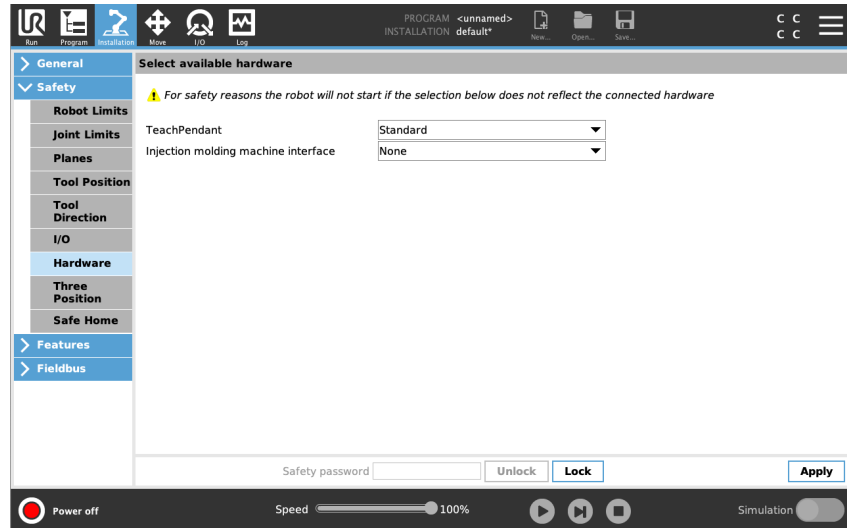 PROGRAM <unnamed>
INSTALLATION default*
C C
C C
Run Program Installation Move I/O Log New... Open... Save...
General
Select available hardware
Safety
For safety reasons the robot will not start if the selection below does not reflect the connected hardware
Robot Limits
TeachPendant Standard
Joint Limits
Injection molding machine interface None
Planes
Tool Position
Tool
Direction
I/O
Hardware
Three
Position
Safe Home
Features
Fieldbus
Safety password Unlock Lock Apply
Power off Speed 100% Simulation